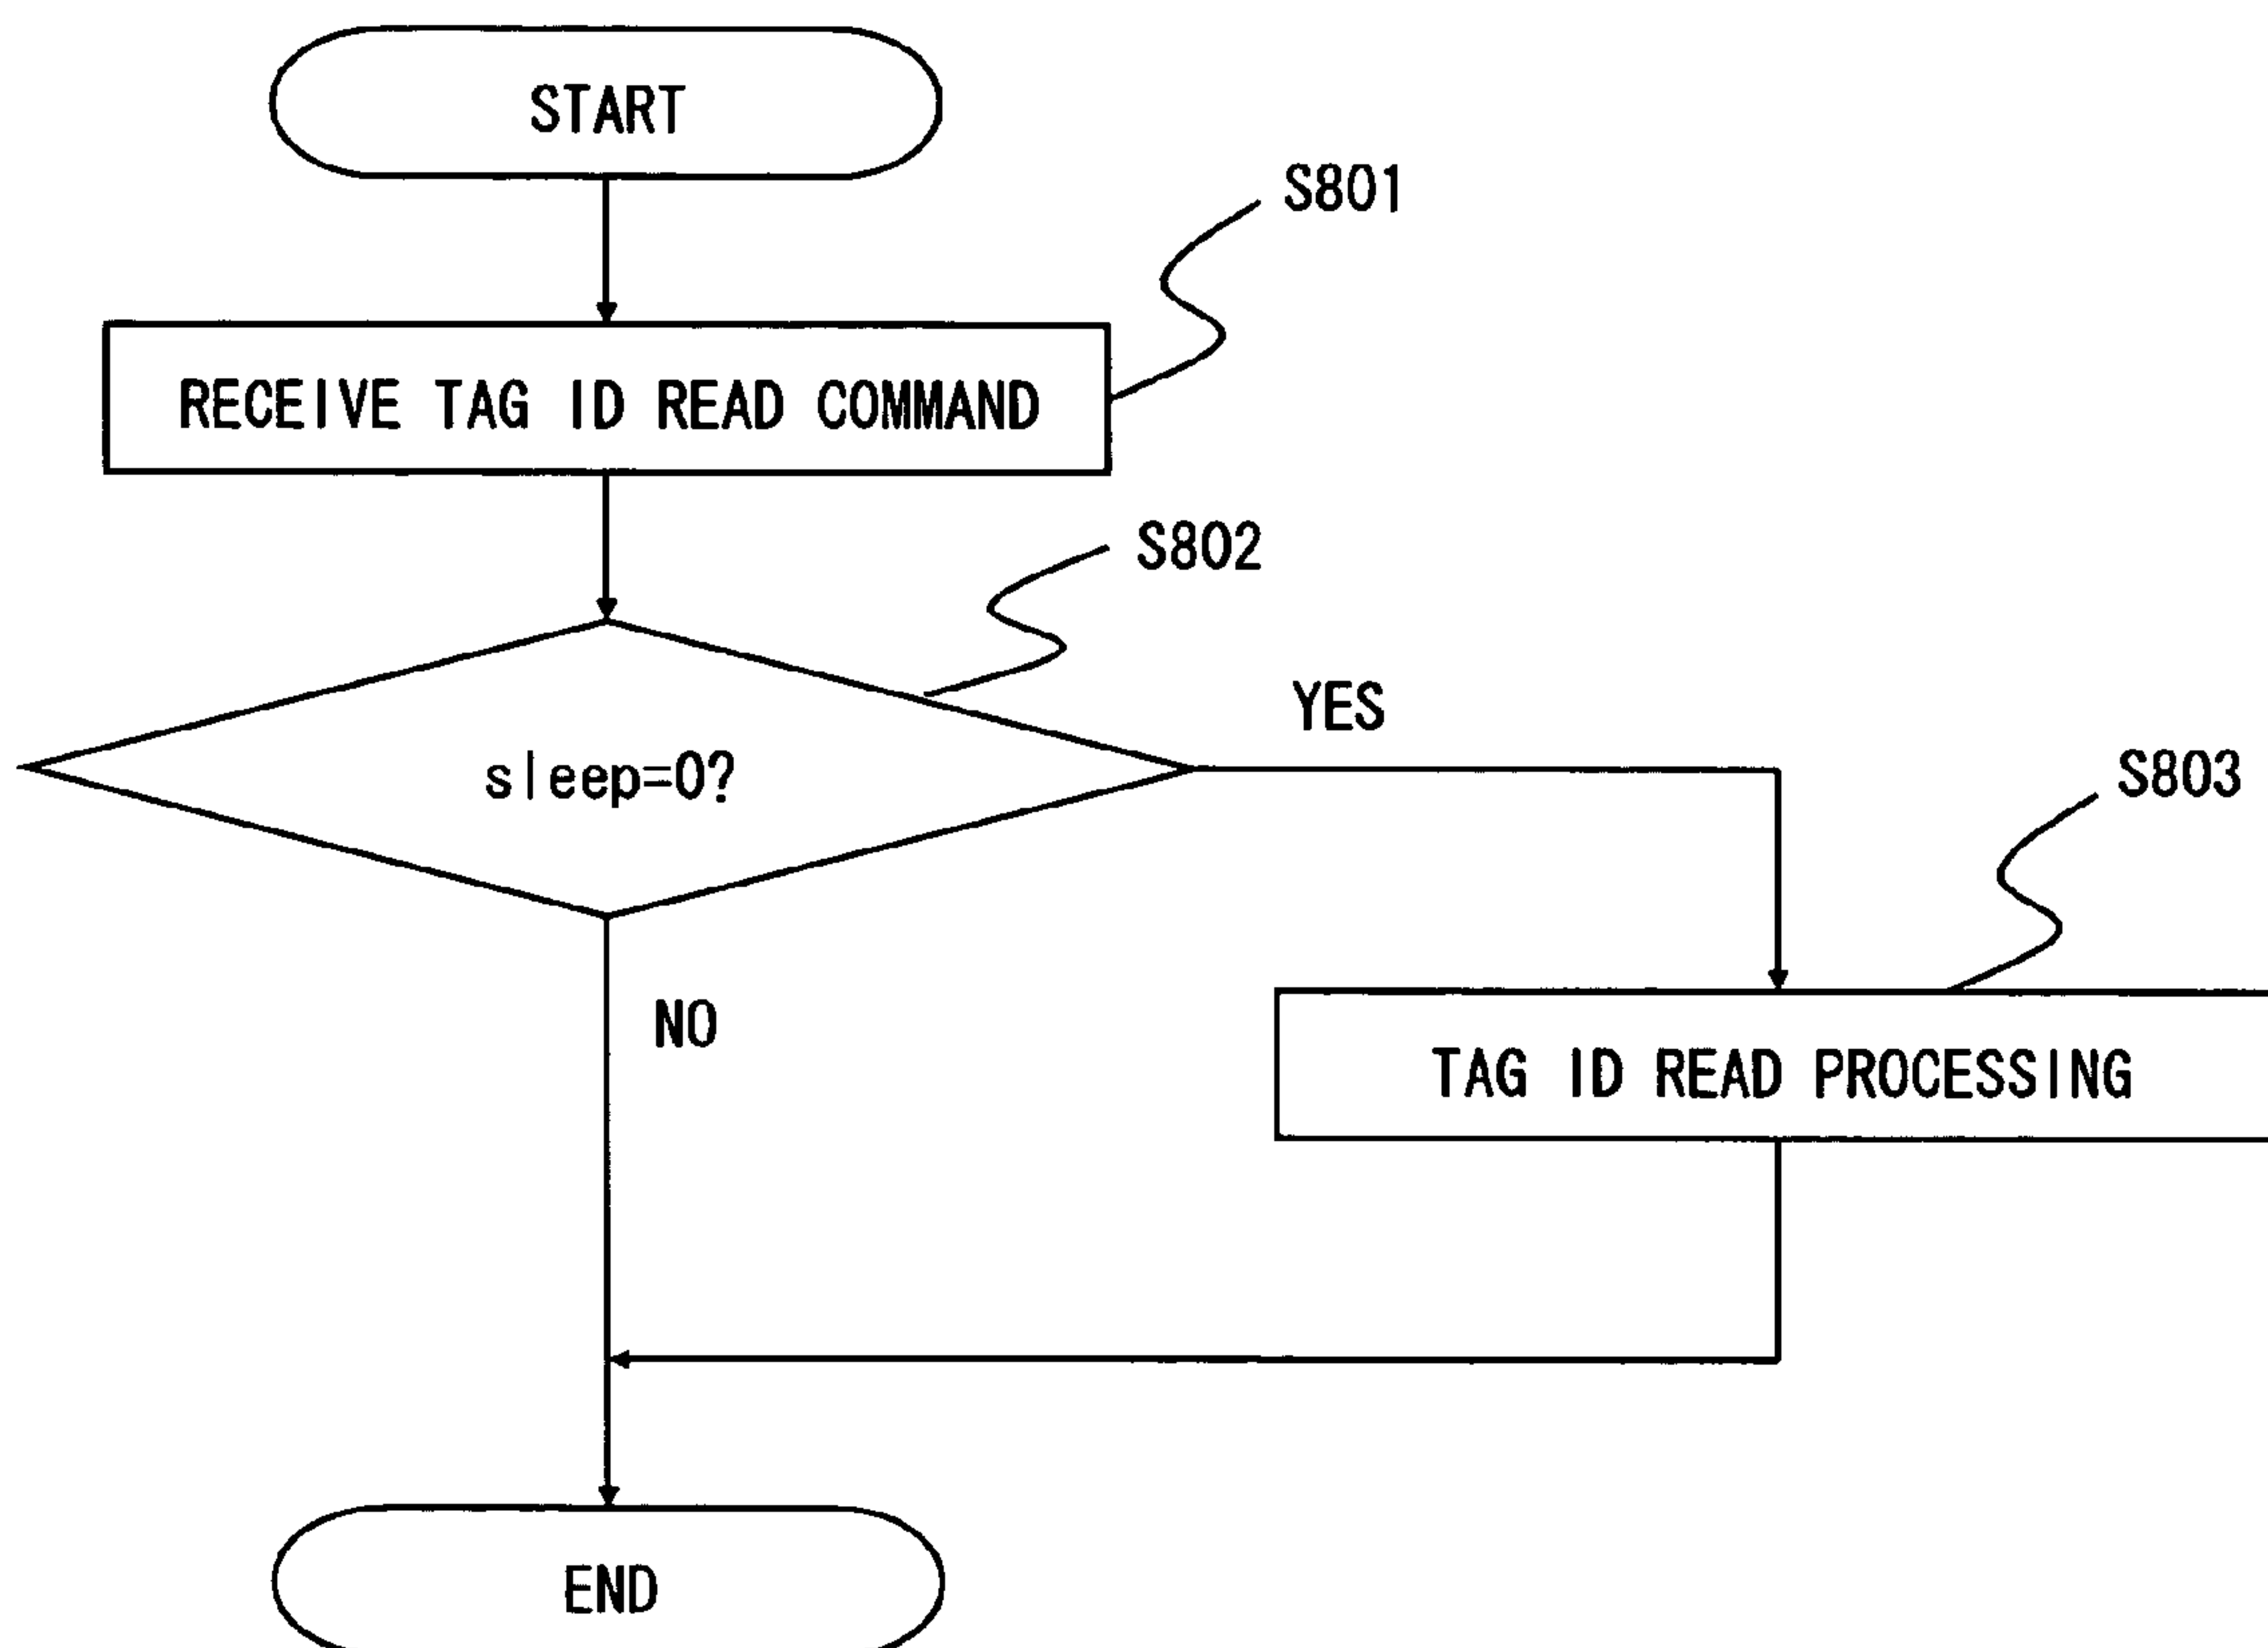 START
S801
RECEIVE TAG ID READ COMMAND
S802
YES
sleep=0?
S803
NO
TAG ID READ PROCESSING
END